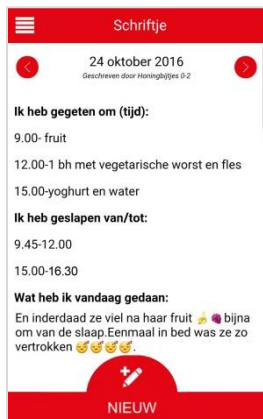 Schriftje
24 oktober 2016
Geschreven door Honingbijtjes 0-2
Ik heb gegeten om (tijd):
9.00- fruit
12.00-1 bh met vegetarische worst en fles
15.00-yoghurt en water
Ik heb geslapen van/tot:
9.45-12.00
15.00-16.30
Wat heb ik vandaag gedaan:
En inderdaad ze viel na haar fruit 🍌🍇 bijna
om van de slaap.Eenmaal in bed was ze zo
vertrokken 😴😴😴😴.
NIEUW